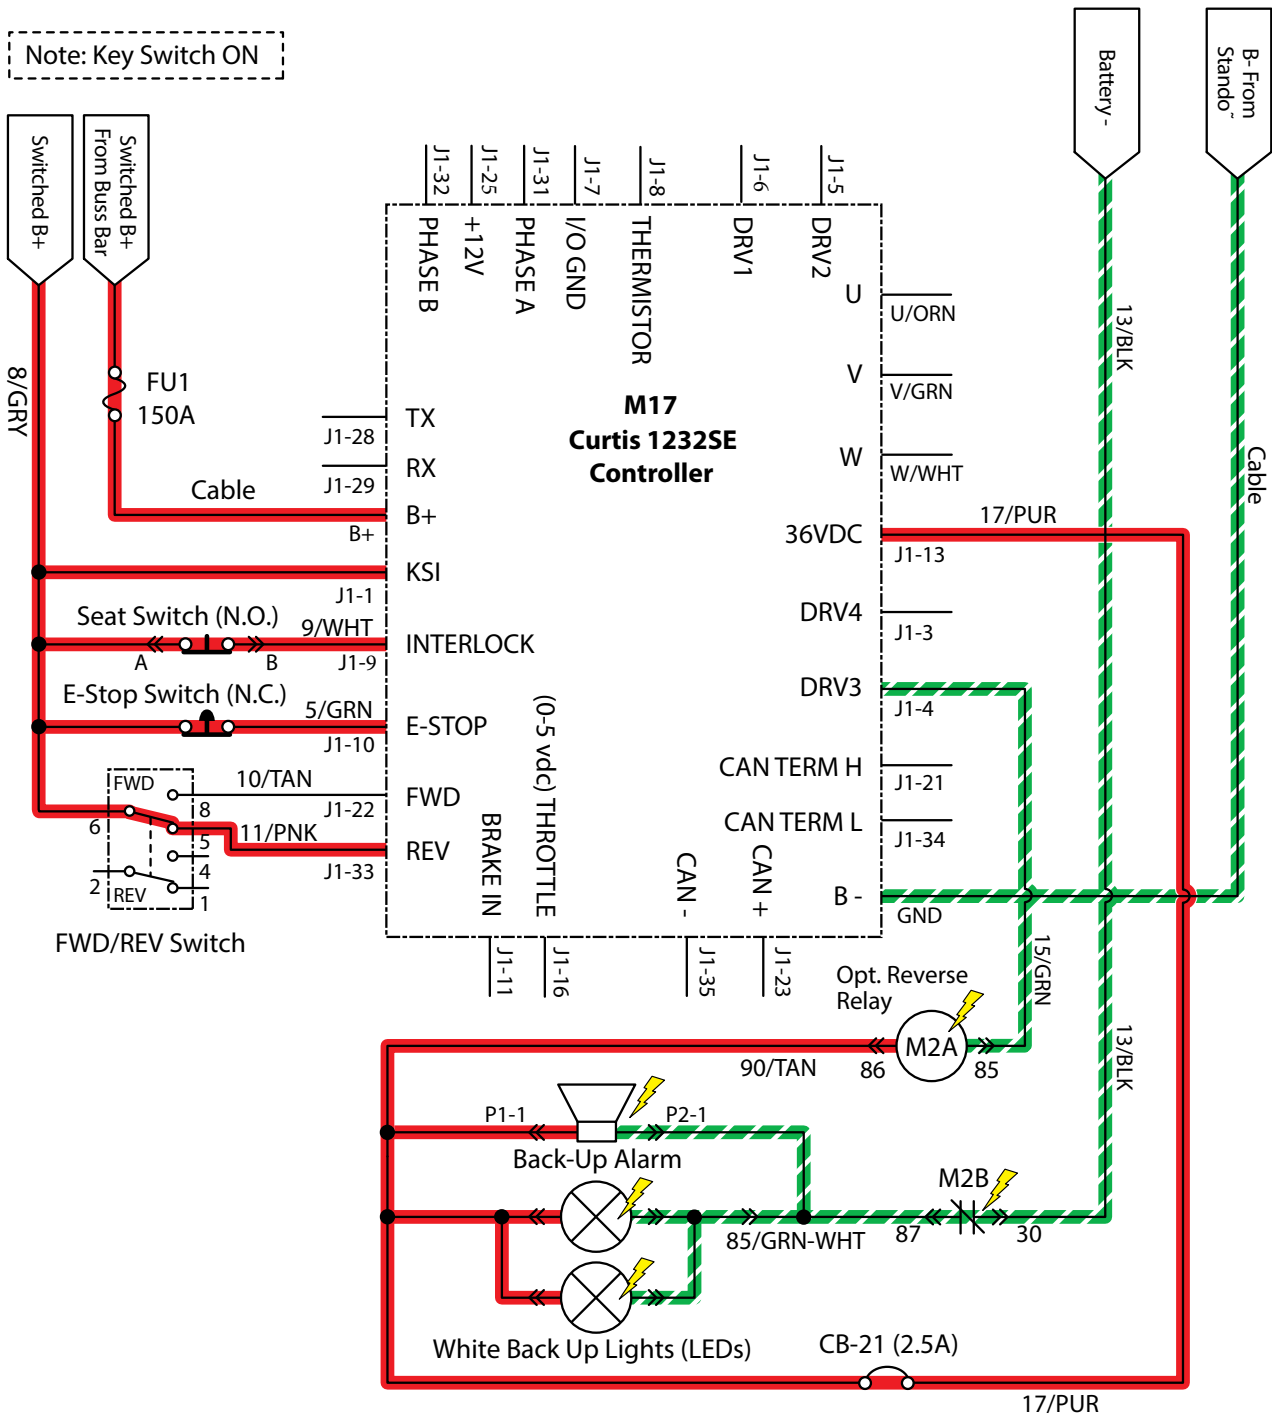 Note: Key Switch ON
Switched B+
Switched B+
From Buss Bar
Battery -
B- From
Stando˜
J1-32
J1-25
J1-31
J1-7
J1-8
J1-6
J1-5
PHASE B
+12V
PHASE A
I/O GND
THERMISTOR
DRV1
DRV2
U
U/ORN
V
V/GRN
W
W/WHT
13/BLK
Cable
8/GRY
FU1
150A
TX
J1-28
RX
J1-29
Cable
B+
B+
M17
Curtis 1232SE
Controller
36VDC
17/PUR
J1-13
KSI
J1-1
Seat Switch (N.O.)
9/WHT
A
B
J1-9
INTERLOCK
DRV4
J1-3
E-Stop Switch (N.C.)
5/GRN
J1-10
E-STOP
DRV3
J1-4
(0-5 vdc) THROTTLE
BRAKE IN
CAN -
CAN +
CAN TERM H
J1-21
CAN TERM L
J1-34
FWD
10/TAN
8
J1-22
FWD
6
11/PNK
5
J1-33
REV
4
2
REV
1
FWD/REV Switch
B -
GND
J1-11
J1-16
J1-35
J1-23
15/GRN
13/BLK
Opt. Reverse
Relay
M2A
90/TAN
86
85
P1-1
P2-1
Back-Up Alarm
M2B
85/GRN-WHT
87
30
White Back Up Lights (LEDs)
CB-21 (2.5A)
17/PUR